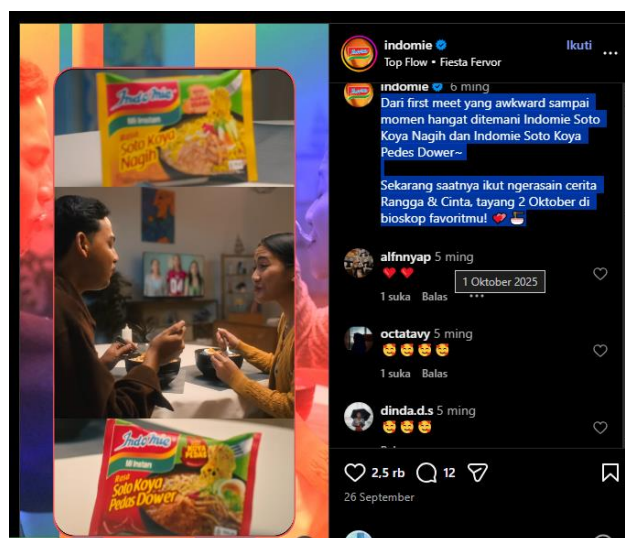 indomie
Ikuti
Top Flow • Fiesta Fervor
indomie 6 ming
Dari first meet yang awkward sampai
momen hangat ditemani Indomie Soto
Koya Nagih dan Indomie Soto Koya
Pedes Dower~
Sekarang saatnya ikut ngerasain cerita
Rangga & Cinta, tayang 2 Oktober di
bioskop favoritmu! 💓 🍜
alfnnyap 5 ming
❤️ ❤️
1 Oktober 2025
1 suka Balas •••
octatavy 5 ming
🥰 🥰 🥰 🥰
1 suka Balas
dinda.d.s 5 ming
🥰 🥰 🥰
2,5 rb 12
26 September
Indomie
Mi Instan
Rasa
Soto Koya
Nagih
Indomie
Mi Instan
KOYA
PEDAS
Rasa
Soto Koya
Pedas Dower